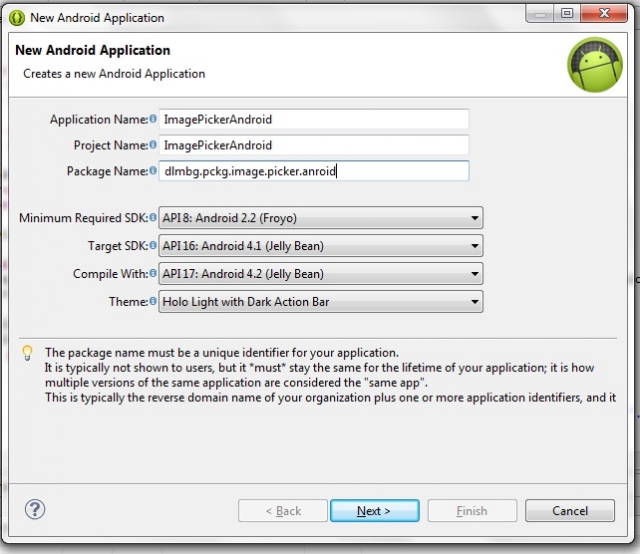 New Android Application
New Android Application
Creates a new Android Application
Application Name: ImagePickerAndroid
Project Name: ImagePickerAndroid
Package Name: dlmbg.pckg.image.picker.anroid
Minimum Required SDK: API 8: Android 2.2 (Froyo)
Target SDK: API 16: Android 4.1 (Jelly Bean)
Compile With: API 17: Android 4.2 (Jelly Bean)
Theme: Holo Light with Dark Action Bar
The package name must be a unique identifier for your application.
It is typically not shown to users, but it *must* stay the same for the lifetime of your application; it is how
multiple versions of the same application are considered the "same app".
This is typically the reverse domain name of your organization plus one or more application identifiers, and it
? < Back Next > Finish Cancel